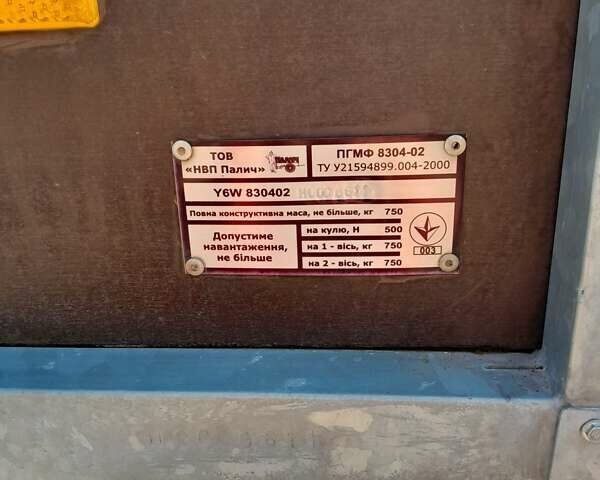 ТОВ
«НВП Палич»
ПАЛИЧ
ПГМФ 8304-02
ТУ У21594899.004-2000
Y6W 830402
Повна конструктивна маса, не більше, кг 750
Допустиме
навантаження,
не більше
на кулю, Н 500
на 1 - вісь, кг 750
на 2 - вісь, кг 750
003